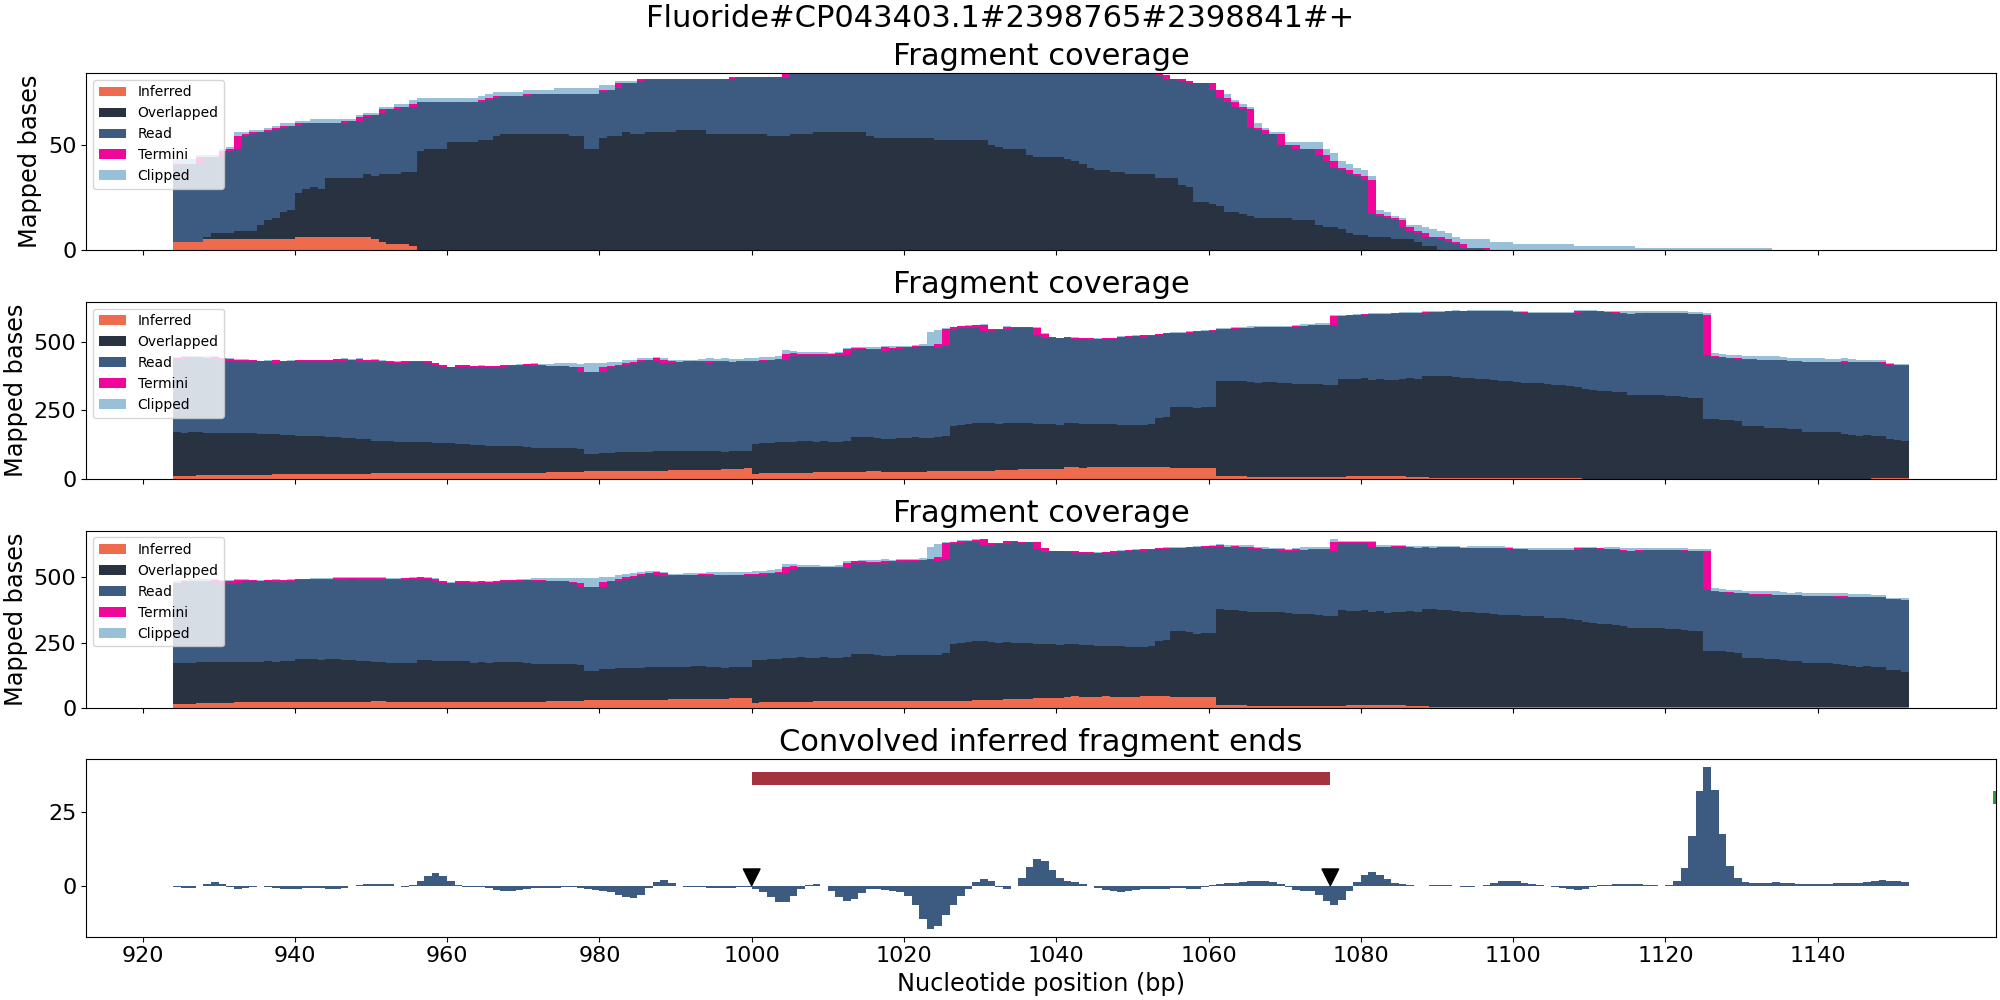 Fluoride#CP043403.1#2398765#2398841#+
Fragment coverage
Mapped bases
50
0
Inferred
Overlapped
Read
Termini
Clipped
Fragment coverage
Mapped bases
500
250
0
Inferred
Overlapped
Read
Termini
Clipped
Fragment coverage
Mapped bases
500
250
0
Inferred
Overlapped
Read
Termini
Clipped
Convolved inferred fragment ends
25
0
920 940 960 980 1000 1020 1040 1060 1080 1100 1120 1140
Nucleotide position (bp)